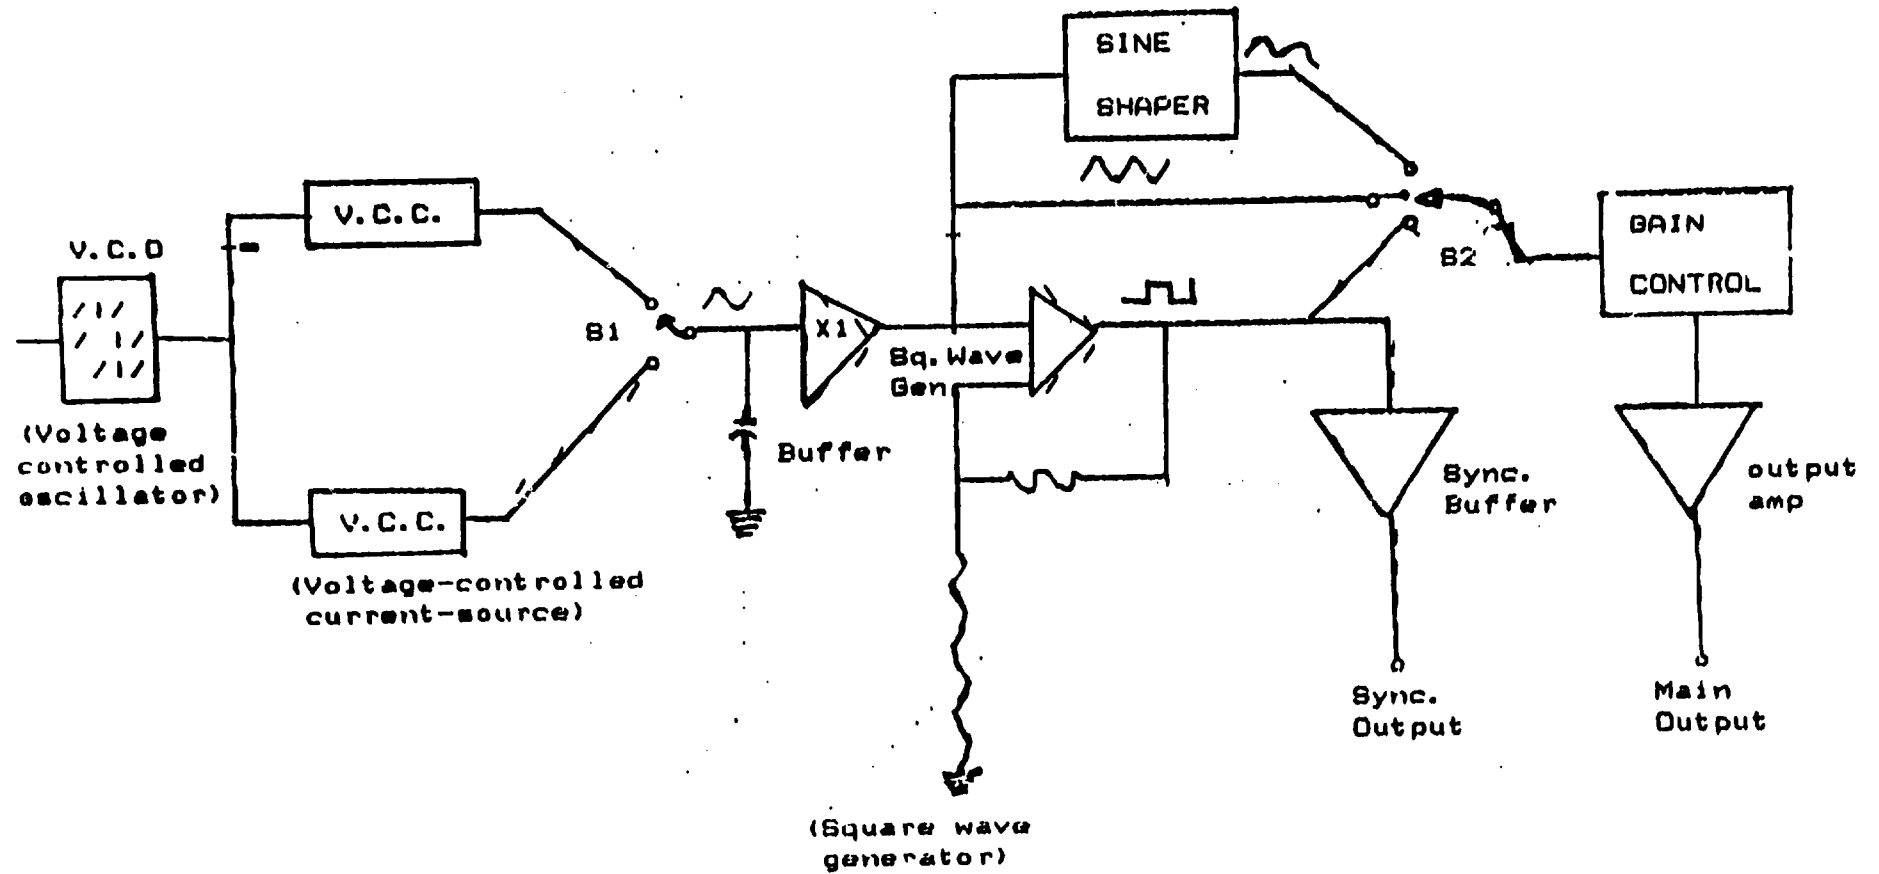 SINE
SHAPER
V.C.C.
V.C.O
S1
X1
Sq. Wave
Gen.
S2
GAIN
CONTROL
(Voltage
controlled
oscillator)
Buffer
V.C.C.
(Voltage-controlled
current-source)
Sync.
Buffer
output
amp
Sync.
Output
Main
Output
(Square wave
generator)